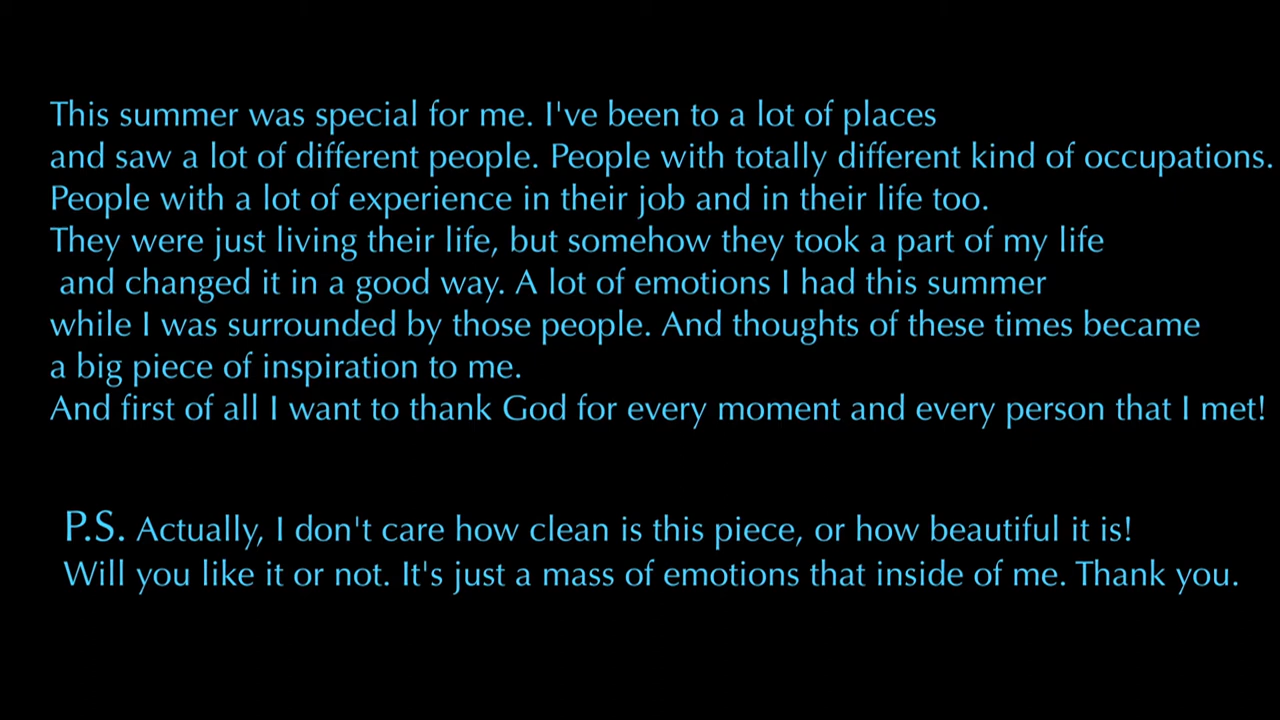 This summer was special for me. I've been to a lot of places
and saw a lot of different people. People with totally different kind of occupations.
People with a lot of experience in their job and in their life too.
They were just living their life, but somehow they took a part of my life
and changed it in a good way. A lot of emotions I had this summer
while I was surrounded by those people. And thoughts of these times became
a big piece of inspiration to me.
And first of all I want to thank God for every moment and every person that I met!
P.S. Actually, I don't care how clean is this piece, or how beautiful it is!
Will you like it or not. It's just a mass of emotions that inside of me. Thank you.